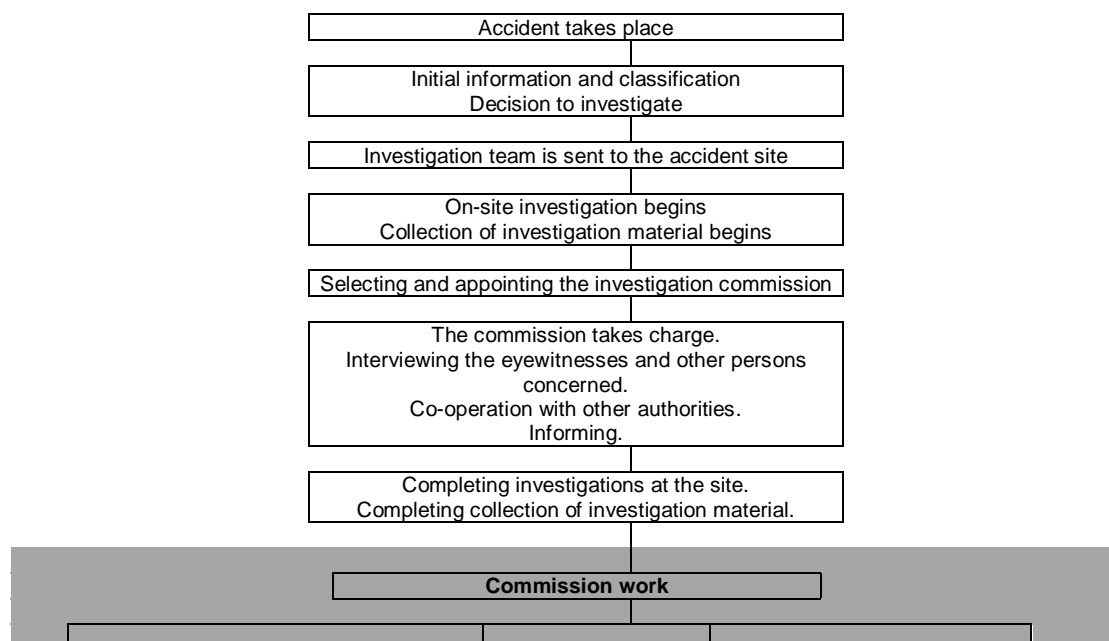 Accident takes place
Initial information and classification
Decision to investigate
Investigation team is sent to the accident site
On-site investigation begins
Collection of investigation material begins
Selecting and appointing the investigation commission
The commission takes charge.
Interviewing the eyewitnesses and other persons
concerned.
Co-operation with other authorities.
Informing.
Completing investigations at the site.
Completing collection of investigation material.
Commission work